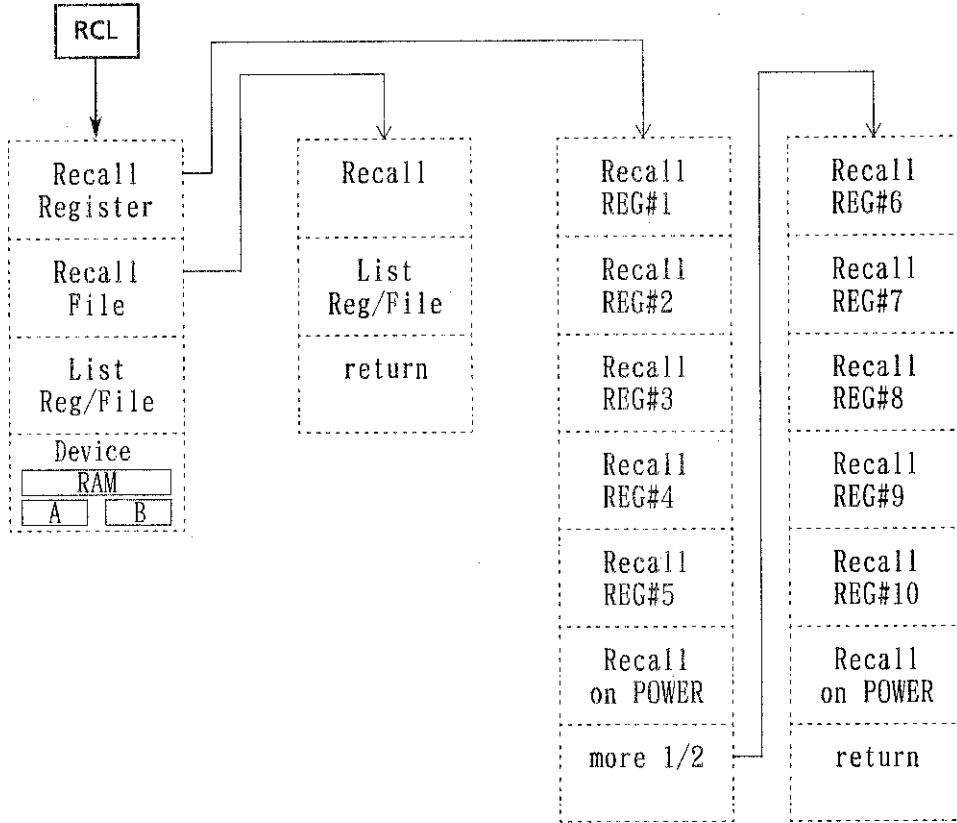 RCL
Recall
Register
Recall
File
List
Reg/File
Device
RAM
A B
Recall
List
Reg/File
return
Recall
REG#1
Recall
REG#2
Recall
REG#3
Recall
REG#4
Recall
REG#5
Recall
on POWER
more 1/2
Recall
REG#6
Recall
REG#7
Recall
REG#8
Recall
REG#9
Recall
REG#10
Recall
on POWER
return